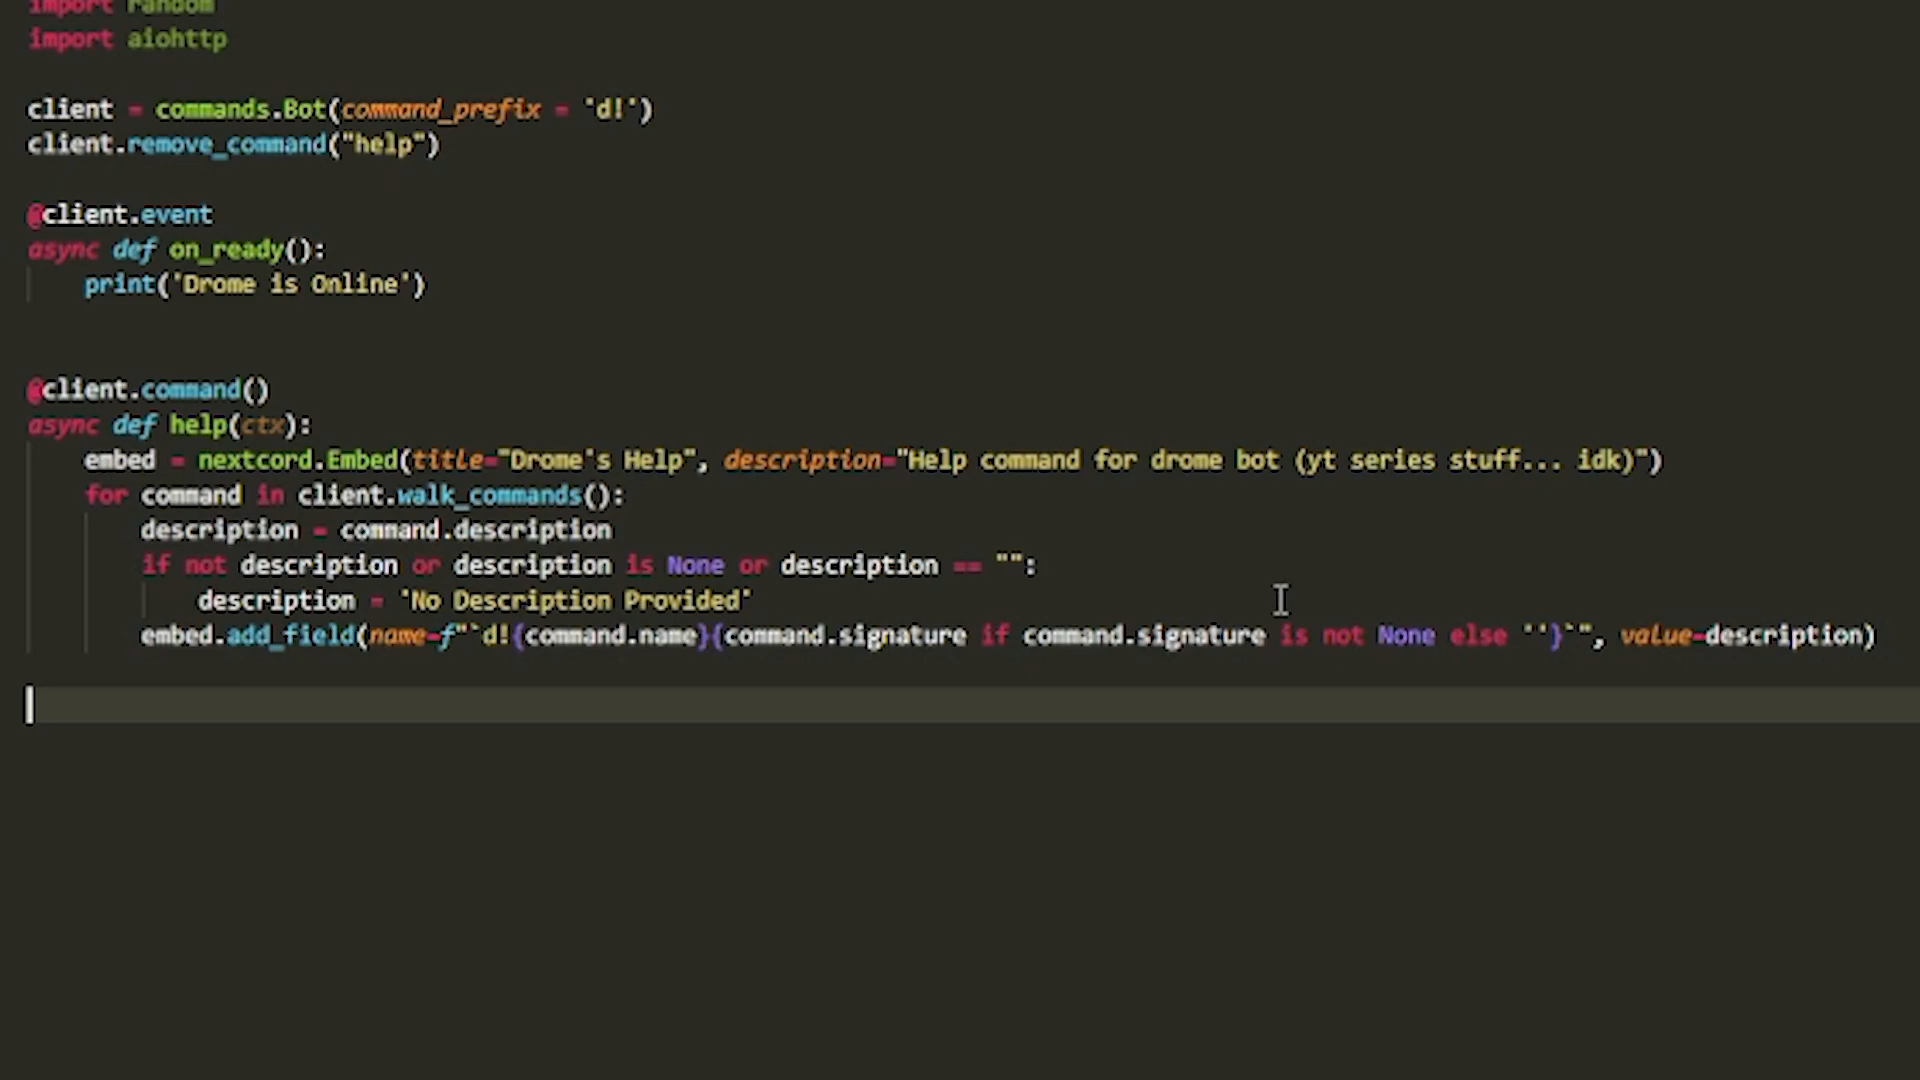 import random
import aiohttp
client = commands.Bot(command_prefix = 'd!')
client.remove_command("help")
@client.event
async def on_ready():
print('Drome is Online')
@client.command()
async def help(ctx):
embed = nextcord.Embed(title="Drome's Help", description="Help command for drome bot (yt series stuff... idk)")
for command in client.walk_commands():
description = command.description
if not description or description is None or description == "":
description = 'No Description Provided'
embed.add_field(name=f"`d!{command.name}{command.signature if command.signature is not None else ''}`", value=description)